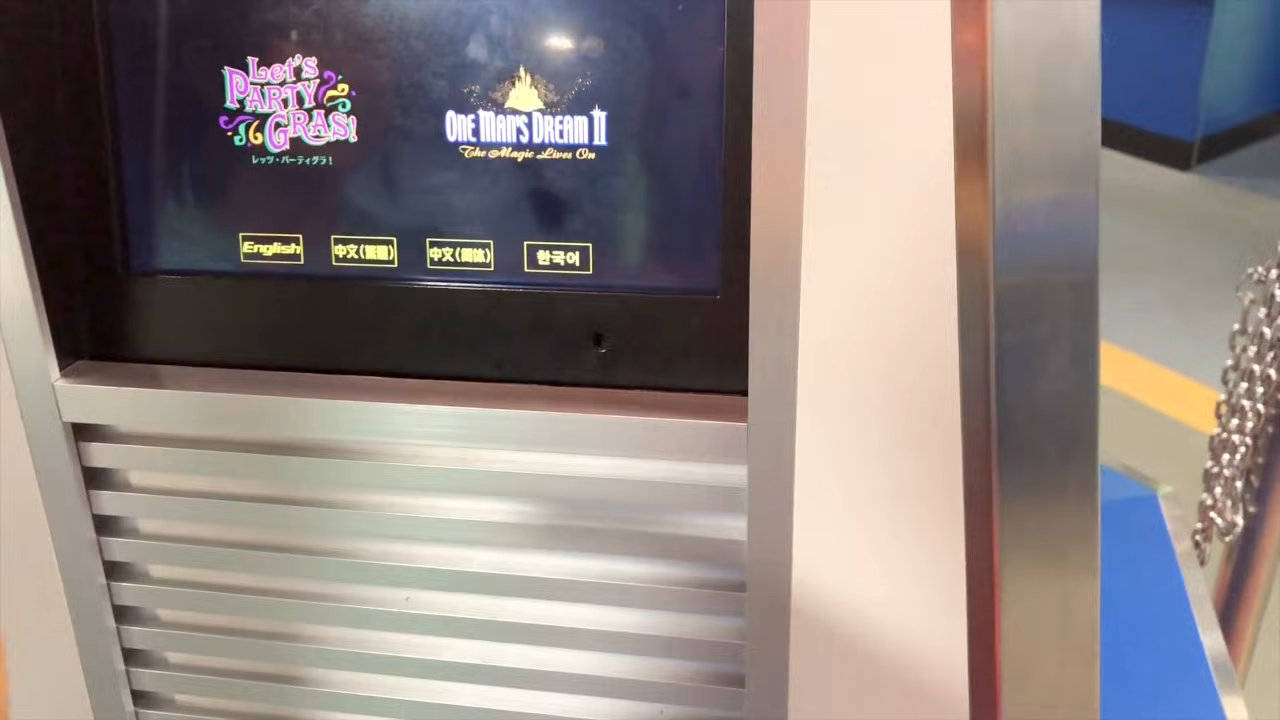 Let's
PARTY
GRAS!
レッツ・パーティグラ!
ONE MAN'S DREAM II
The Magic Lives On
English
中文(繁體)
中文(简体)
한국어